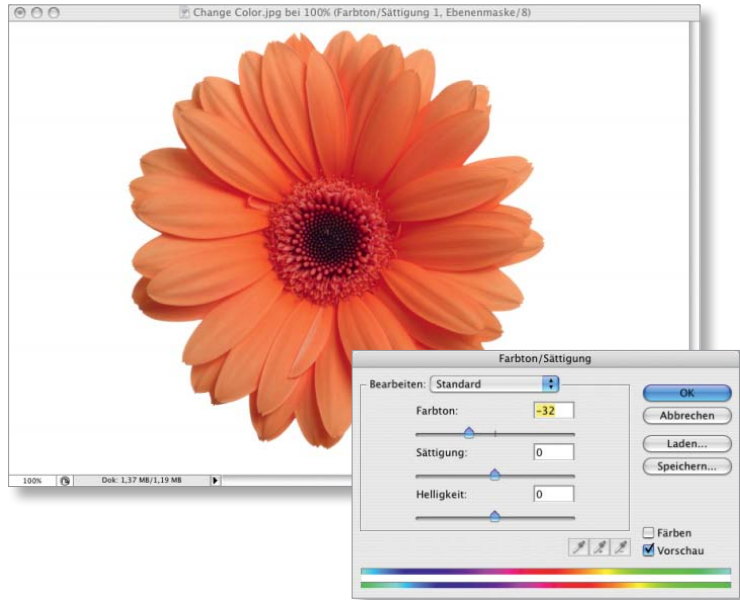 Change Color.jpg bei 100% (Farbton/Sättigung 1, Ebenenmaske/8)
100%
Dok: 1,37 MB/1,19 MB
Farbton/Sättigung
Bearbeiten: Standard
Farbton: -32
Sättigung: 0
Helligkeit: 0
OK
Abbrechen
Laden...
Speichern...
Färben
Vorschau